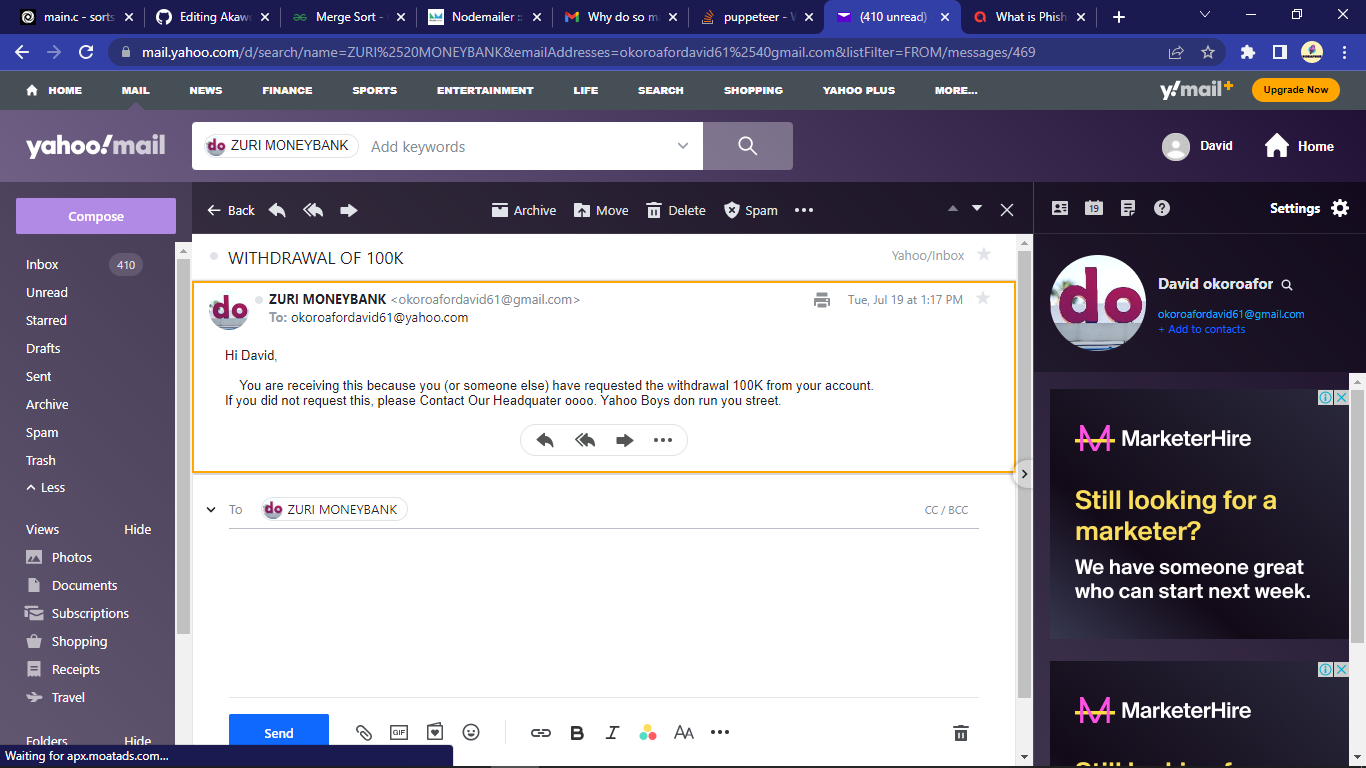 main.c - sorts
Editing Akaw
Merge Sort -
Nodemailer ::
Why do so m
puppeteer - W
(410 unread)
What is Phish
mail.yahoo.com/d/search/name=ZURI%2520MONEYBANK&emailAddresses=okoroafordavid61%2540gmail.com&listFilter=FROM/messages/469
HOME MAIL NEWS FINANCE SPORTS ENTERTAINMENT LIFE SEARCH SHOPPING YAHOO PLUS MORE... y!mail+ Upgrade Now
yahoo!mail
do ZURI MONEYBANK Add keywords
David
Home
Compose
Inbox 410
Unread
Starred
Drafts
Sent
Archive
Spam
Trash
Less
Views Hide
Photos
Documents
Subscriptions
Shopping
Receipts
Travel
Folders Hide
Back Archive Move Delete Spam
WITHDRAWAL OF 100K Yahoo/Inbox
do ZURI MONEYBANK <okoroafordavid61@gmail.com> Tue, Jul 19 at 1:17 PM
To: okoroafordavid61@yahoo.com
Hi David,
You are receiving this because you (or someone else) have requested the withdrawal 100K from your account.
If you did not request this, please Contact Our Headquater oooo. Yahoo Boys don run you street.
To do ZURI MONEYBANK CC / BCC
Send GIF B I AA
19 Settings
do
David okoroafor
okoroafordavid61@gmail.com
+ Add to contacts
MarketerHire
Still looking for a
marketer?
We have someone great
who can start next week.
MarketerHire
Still looking for a
Waiting for apx.moatads.com...